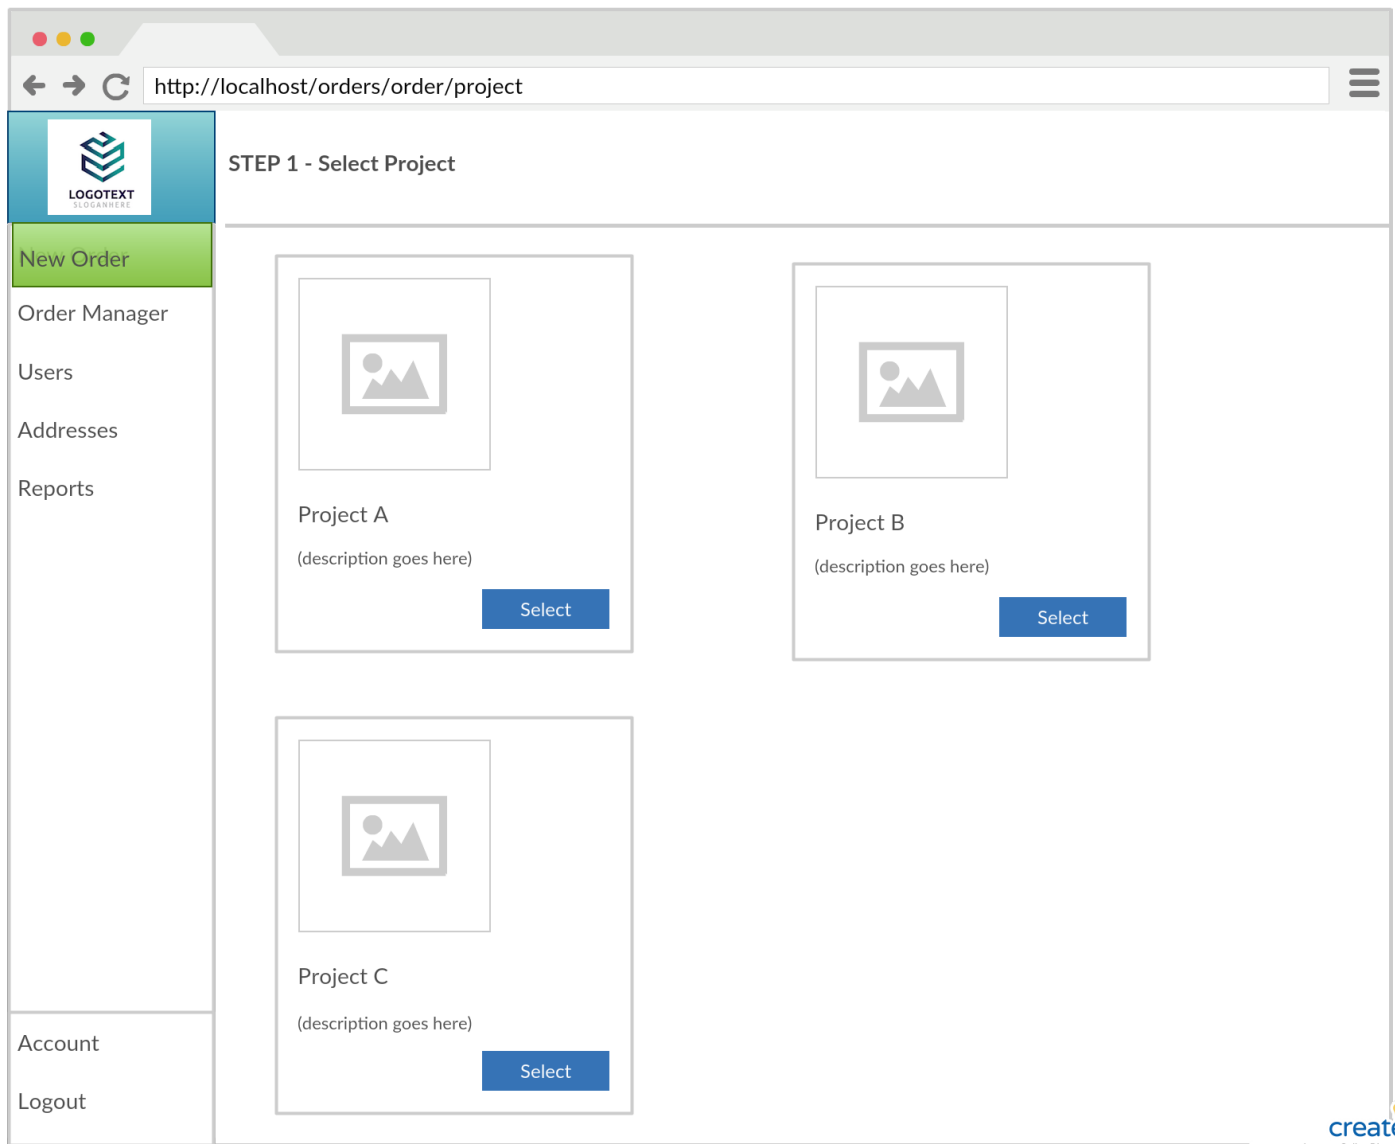 http://localhost/orders/order/project
LOGOTEXT
SLOGANHERE
STEP 1 - Select Project
New Order
Order Manager
Users
Addresses
Reports
Project A
(description goes here)
Select
Project B
(description goes here)
Select
Project C
(description goes here)
Select
Account
Logout